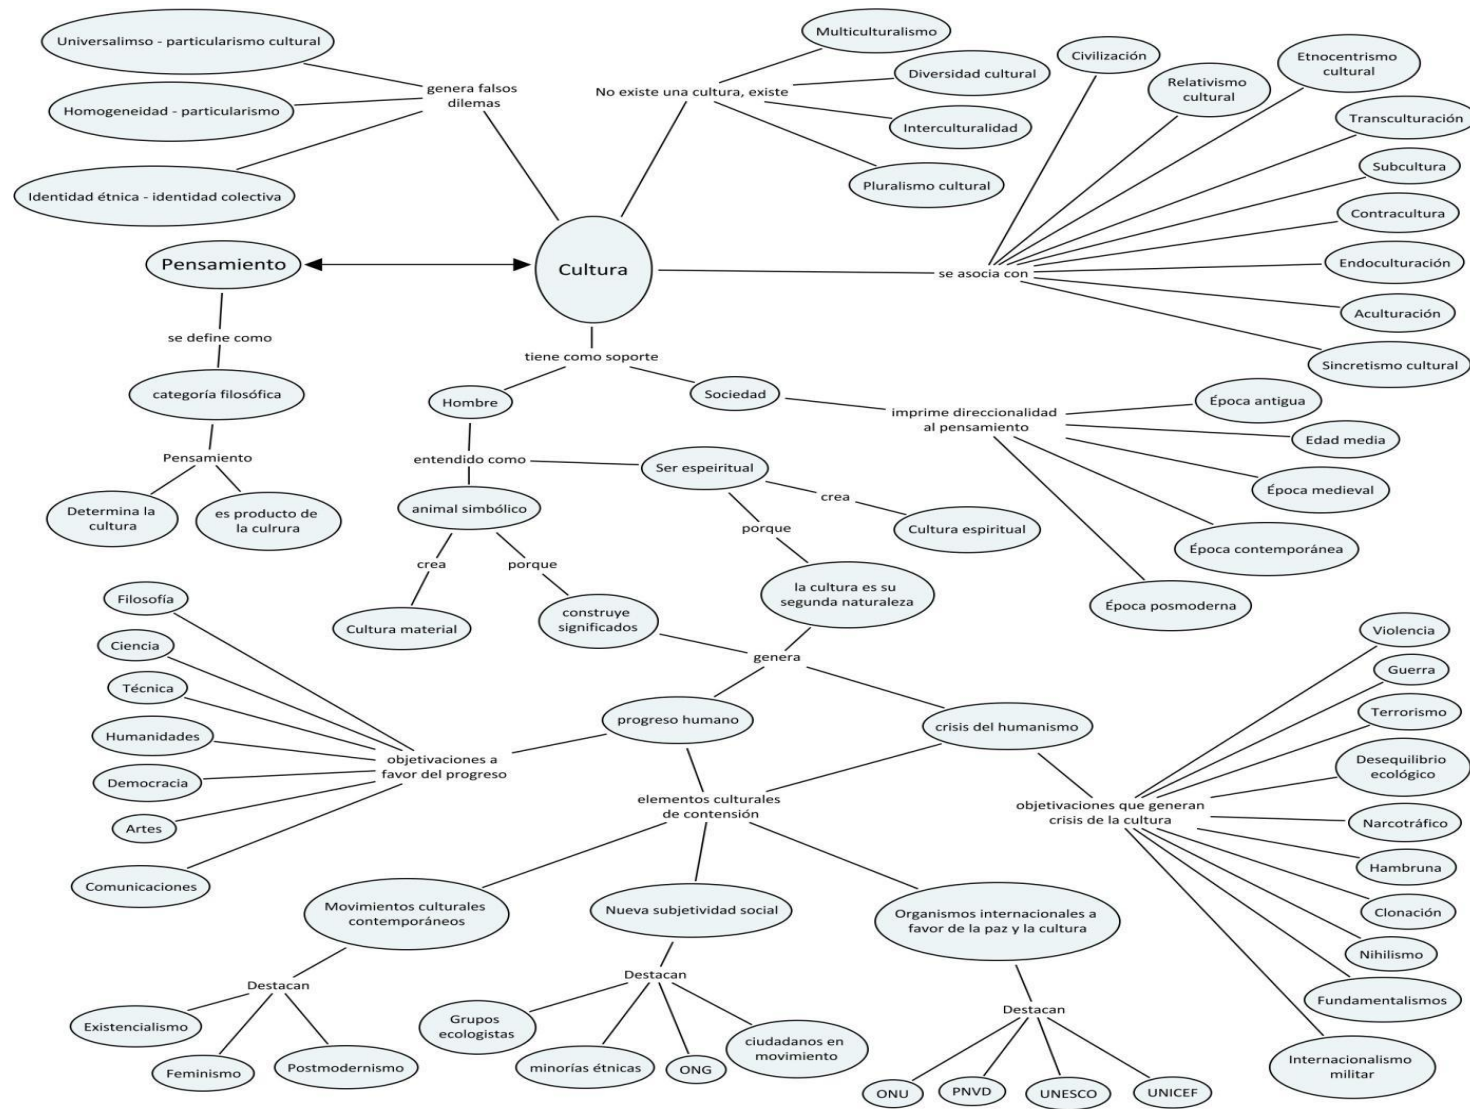 Universalimso - particularismo cultural
Homogeneidad - particularismo
Identidad étnica - identidad colectiva
genera falsos
dilemas
No existe una cultura, existe
Multiculturalismo
Diversidad cultural
Interculturalidad
Pluralismo cultural
Civilización
Relativismo
cultural
Etnocentrismo
cultural
Transculturación
Subcultura
Contracultura
Endoculturación
Aculturación
Sincretismo cultural
se asocia con
Pensamiento
Cultura
se define como
categoría filosófica
Pensamiento
Determina la
cultura
es producto de
la culrura
tiene como soporte
Hombre
Sociedad
imprime direccionalidad
al pensamiento
Época antigua
Edad media
Época medieval
Época contemporánea
Época posmoderna
entendido como
Ser espeiritual
animal simbólico
crea
Cultura espiritual
porque
crea
porque
la cultura es su
segunda naturaleza
Cultura material
construye
significados
genera
progreso humano
crisis del humanismo
Filosofía
Ciencia
Técnica
Humanidades
Democracia
Artes
Comunicaciones
objetivaciones a
favor del progreso
elementos culturales
de contensión
objetivaciones que generan
crisis de la cultura
Violencia
Guerra
Terrorismo
Desequilibrio
ecológico
Narcotráfico
Hambruna
Clonación
Nihilismo
Fundamentalismos
Internacionalismo
militar
Movimientos culturales
contemporáneos
Nueva subjetividad social
Organismos internacionales a
favor de la paz y la cultura
Destacan
Existencialismo
Feminismo
Postmodernismo
Destacan
Grupos
ecologistas
minorías étnicas
ONG
ciudadanos en
movimiento
Destacan
ONU
PNVD
UNESCO
UNICEF